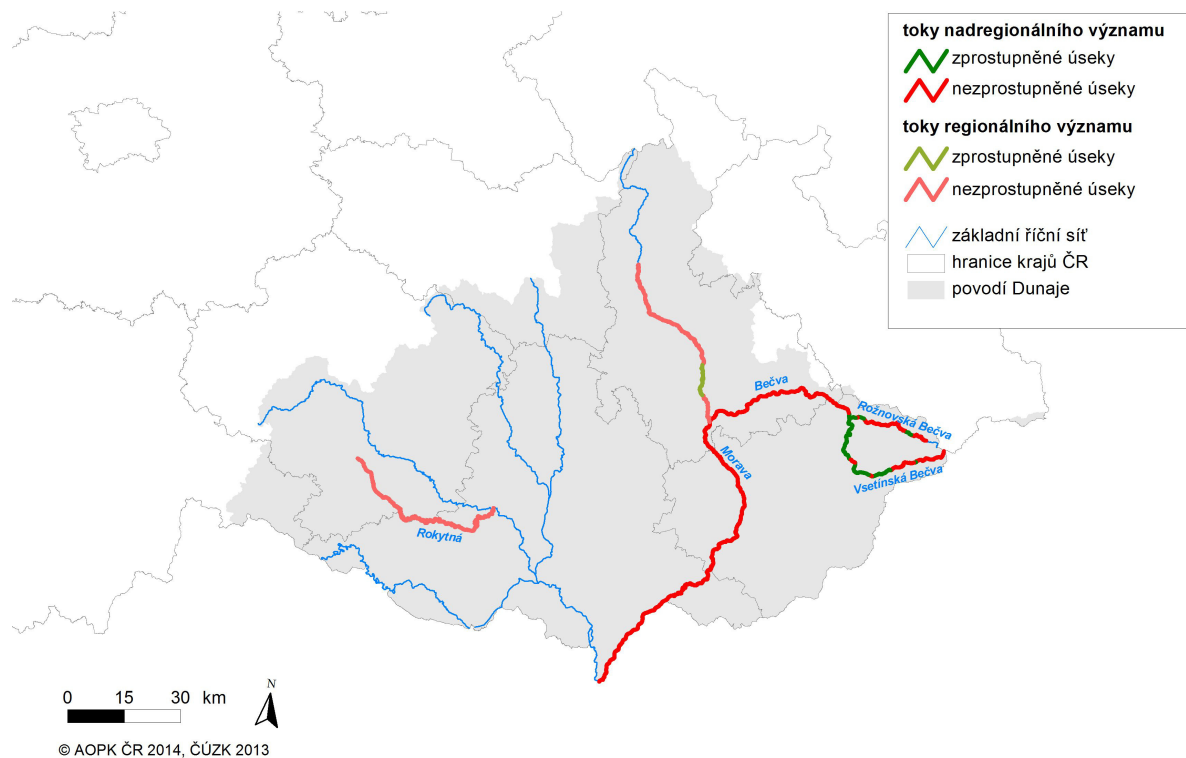 toky nadregionálního významu
zprostupněné úseky
nezprostupněné úseky
toky regionálního významu
zprostupněné úseky
nezprostupněné úseky
základní říční síť
hranice krajů ČR
povodí Dunaje
Bečva
Rožnovská Bečva
Morava
Vsetínská Bečva
Rokytná
0 15 30 km
N
© AOPK ČR 2014, ČÚZK 2013